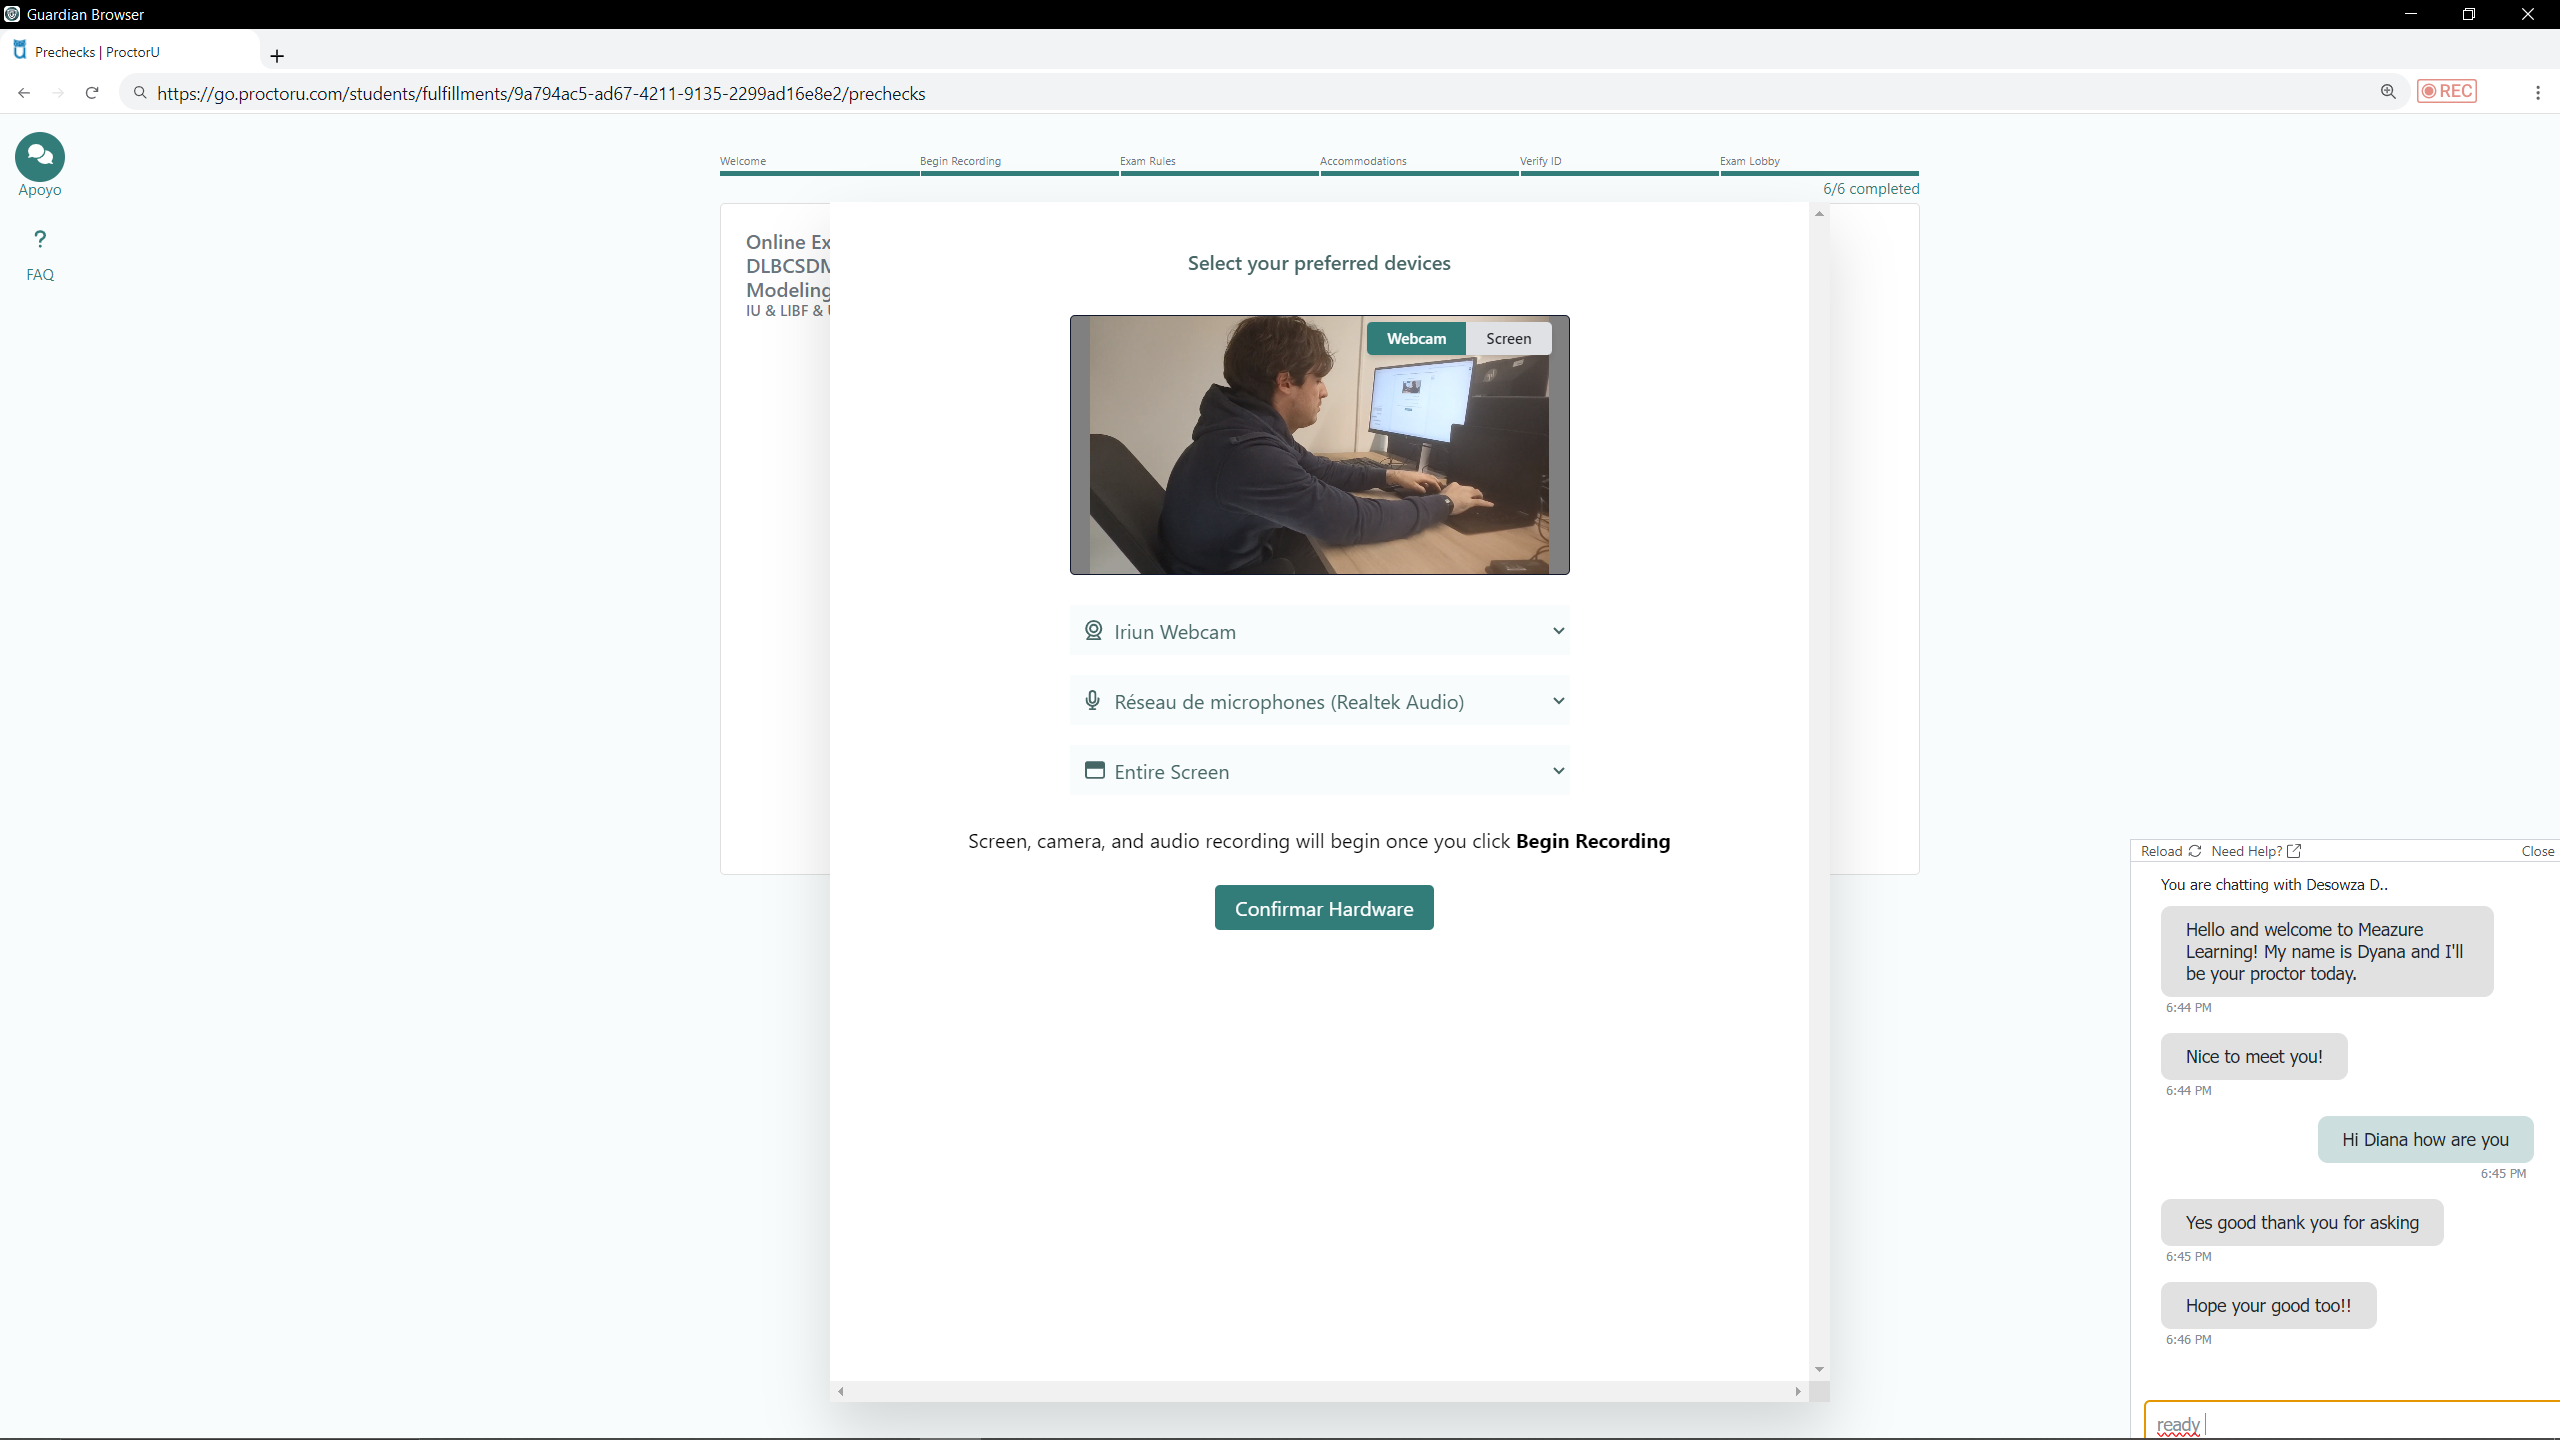 Guardian Browser
Prechecks | ProctorU
https://go.proctoru.com/students/fulfillments/9a794ac5-ad67-4211-9135-2299ad16e8e2/prechecks
REC
Apoyo
?
FAQ
Welcome
Begin Recording
Exam Rules
Accommodations
Verify ID
Exam Lobby
6/6 completed
Online Ex
DLBCSDM
Modeling
IU & LIBF &
Select your preferred devices
Webcam
Screen
Iriun Webcam
Réseau de microphones (Realtek Audio)
Entire Screen
Screen, camera, and audio recording will begin once you click Begin Recording
Confirmar Hardware
Reload
Need Help?
Close
You are chatting with Desowza D..
Hello and welcome to Meazure
Learning! My name is Dyana and I'll
be your proctor today.
6:44 PM
Nice to meet you!
6:44 PM
Hi Diana how are you
6:45 PM
Yes good thank you for asking
6:45 PM
Hope your good too!!
6:46 PM
ready